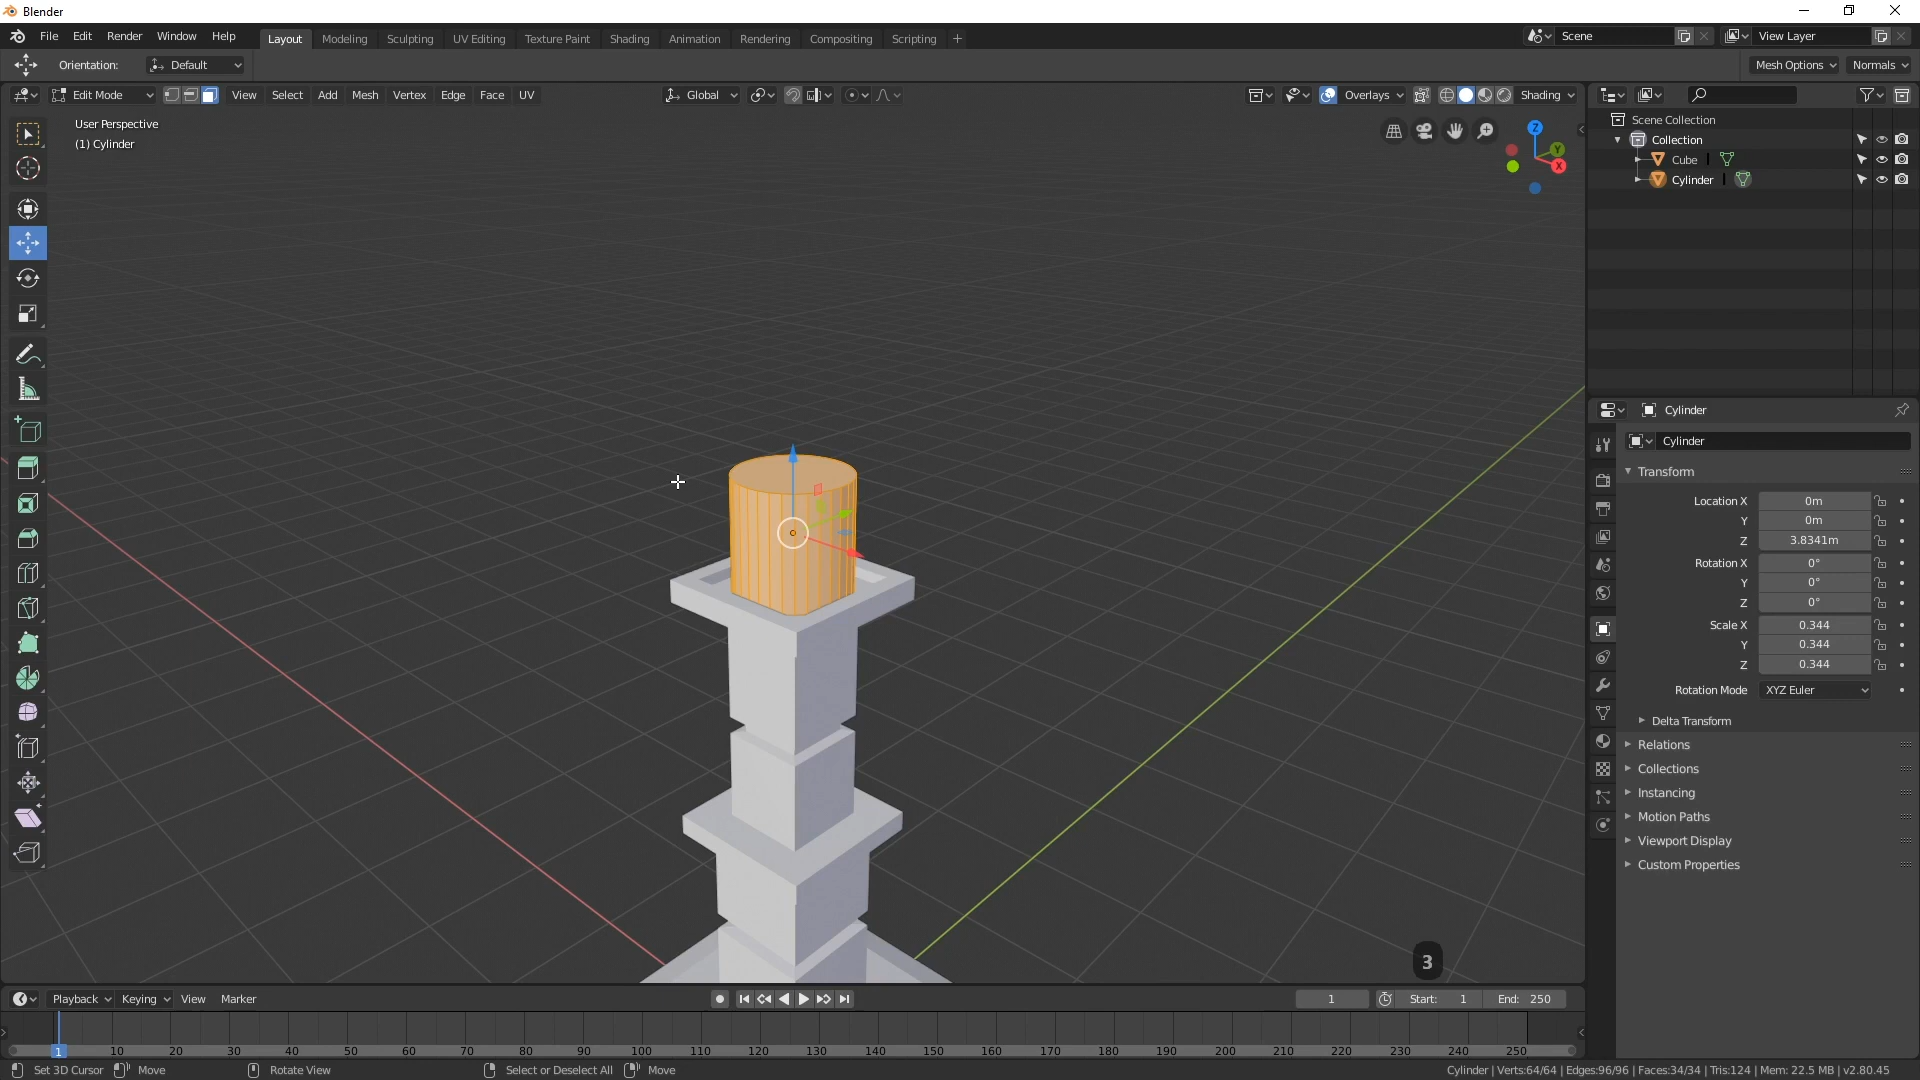 Blender
File Edit Render Window Help Layout Modeling Sculpting UV Editing Texture Paint Shading Animation Rendering Compositing Scripting + Scene View Layer
Orientation: Default Mesh Options Normals
Edit Mode View Select Add Mesh Vertex Edge Face UV Global Overlays Shading
User Perspective
(1) Cylinder
Z
Y
X
Scene Collection
Collection
Cube
Cylinder
Cylinder
Cylinder
Transform
Location X 0m
Y 0m
Z 3.8341m
Rotation X 0°
Y 0°
Z 0°
Scale X 0.344
Y 0.344
Z 0.344
Rotation Mode XYZ Euler
Delta Transform
Relations
Collections
Instancing
Motion Paths
Viewport Display
Custom Properties
3
Playback Keying View Marker 1 Start: 1 End: 250
1 10 20 30 40 50 60 70 80 90 100 110 120 130 140 150 160 170 180 190 200 210 220 230 240 250
Set 3D Cursor Move Rotate View Select or Deselect All Move Cylinder | Verts:64/64 | Edges:96/96 | Faces:34/34 | Tris:124 | Mem: 22.5 MB | v2.80.45